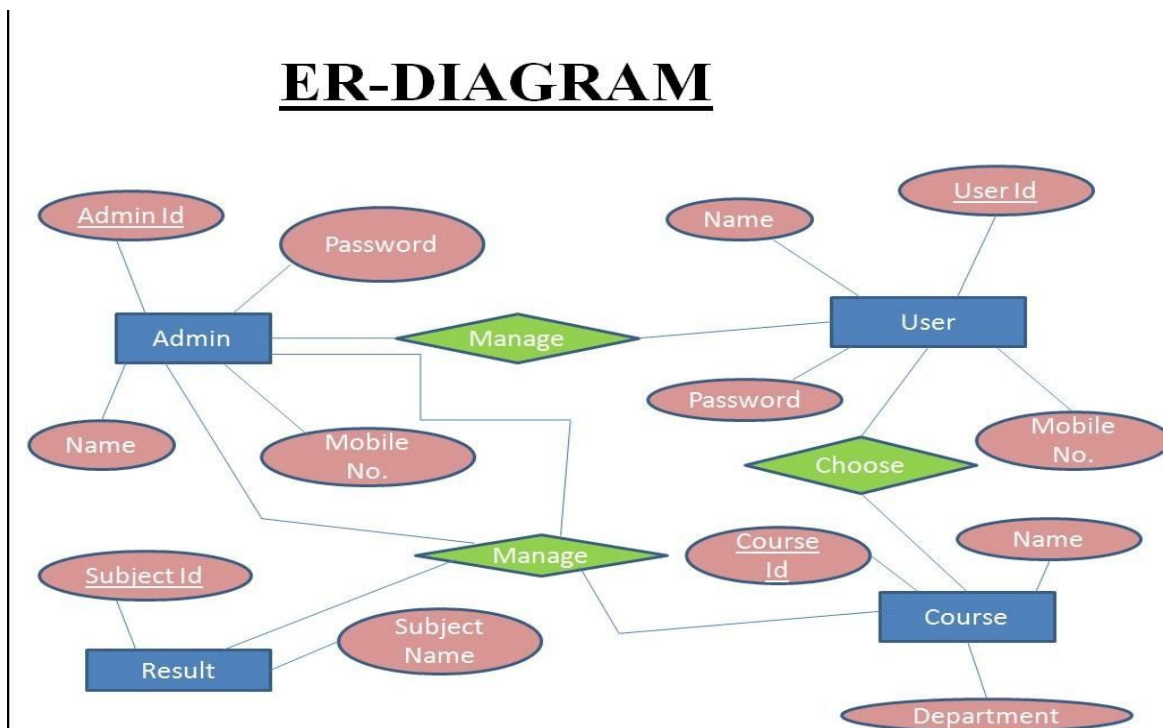 ER-DIAGRAM
Admin Id
Password
Name
User Id
Admin
Manage
User
Name
Mobile
No.
Password
Mobile
No.
Choose
Subject Id
Manage
Course
Id
Name
Result
Subject
Name
Course
Department